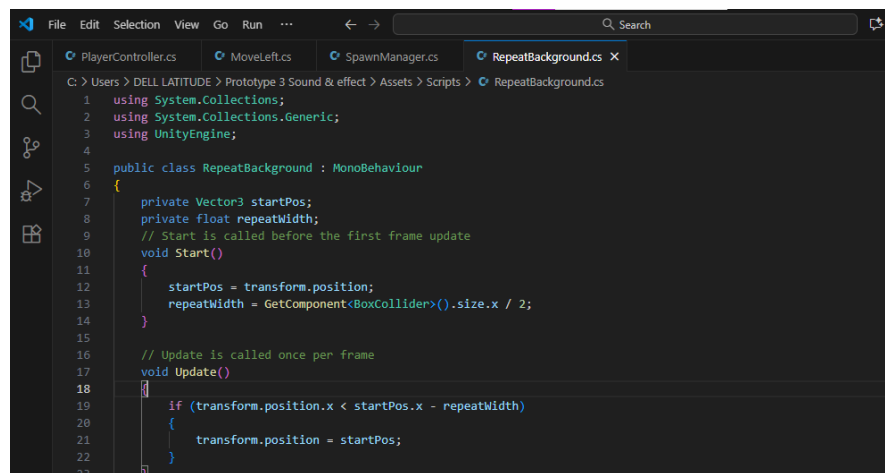 File Edit Selection View Go Run ··· ← → Search
PlayerController.cs MoveLeft.cs SpawnManager.cs RepeatBackground.cs ×
C: > Users > DELL LATITUDE > Prototype 3 Sound & effect > Assets > Scripts > RepeatBackground.cs
1 using System.Collections;
2 using System.Collections.Generic;
3 using UnityEngine;
4
5 public class RepeatBackground : MonoBehaviour
6 {
7     private Vector3 startPos;
8     private float repeatWidth;
9     // Start is called before the first frame update
10     void Start()
11     {
12         startPos = transform.position;
13         repeatWidth = GetComponent<BoxCollider>().size.x / 2;
14     }
15
16     // Update is called once per frame
17     void Update()
18     {
19         if (transform.position.x < startPos.x - repeatWidth)
20         {
21             transform.position = startPos;
22         }
23     }